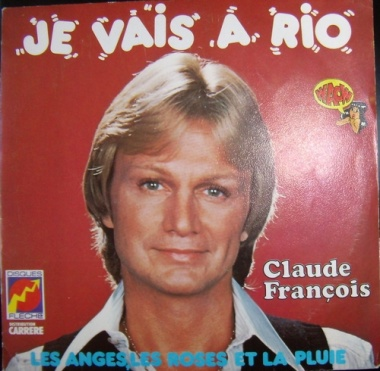 JE VAIS A RIO
Claude
François
DISQUES
FLECHE
DISTRIBUTION
CARRERE
LES ANGES, LES ROSES ET LA PLUIE